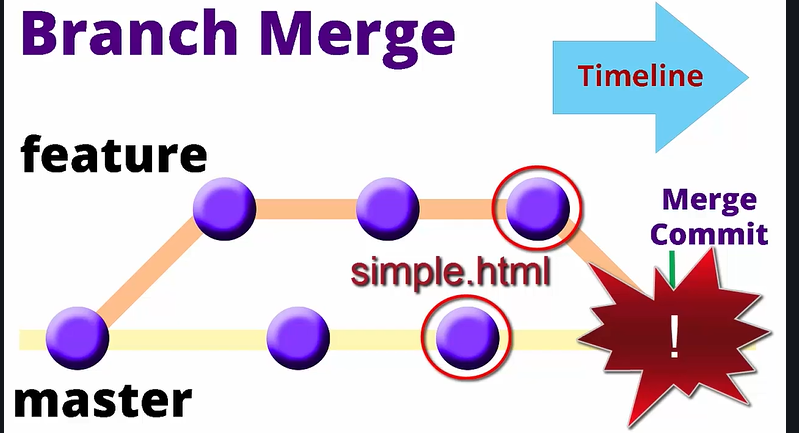 Branch Merge
Timeline
feature
Merge
Commit
simple.html
!
master